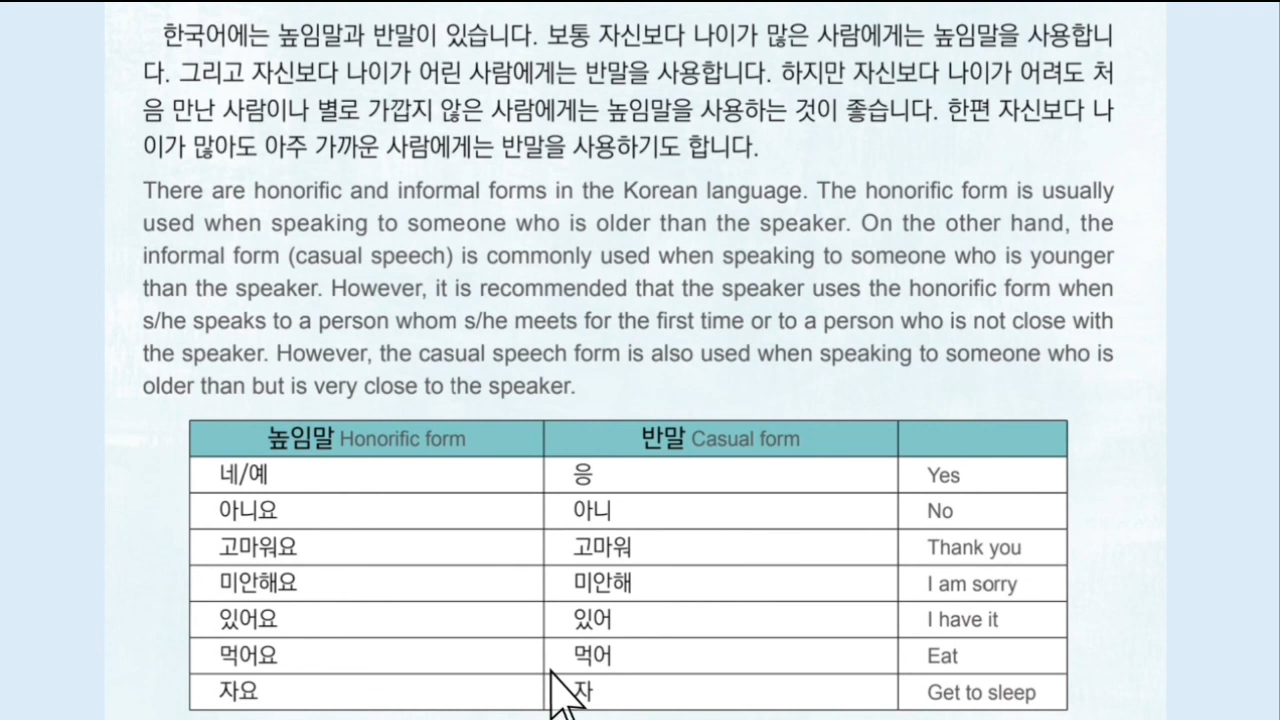 한국어에는 높임말과 반말이 있습니다. 보통 자신보다 나이가 많은 사람에게는 높임말을 사용합니
다. 그리고 자신보다 나이가 어린 사람에게는 반말을 사용합니다. 하지만 자신보다 나이가 어려도 처
음 만난 사람이나 별로 가깝지 않은 사람에게는 높임말을 사용하는 것이 좋습니다. 한편 자신보다 나
이가 많아도 아주 가까운 사람에게는 반말을 사용하기도 합니다.
There are honorific and informal forms in the Korean language. The honorific form is usually
used when speaking to someone who is older than the speaker. On the other hand, the
informal form (casual speech) is commonly used when speaking to someone who is younger
than the speaker. However, it is recommended that the speaker uses the honorific form when
s/he speaks to a person whom s/he meets for the first time or to a person who is not close with
the speaker. However, the casual speech form is also used when speaking to someone who is
older than but is very close to the speaker.
높임말 Honorific form 반말 Casual form
네/예 응 Yes
아니요 아니 No
고마워요 고마워 Thank you
미안해요 미안해 I am sorry
있어요 있어 I have it
먹어요 먹어 Eat
자요 자 Get to sleep